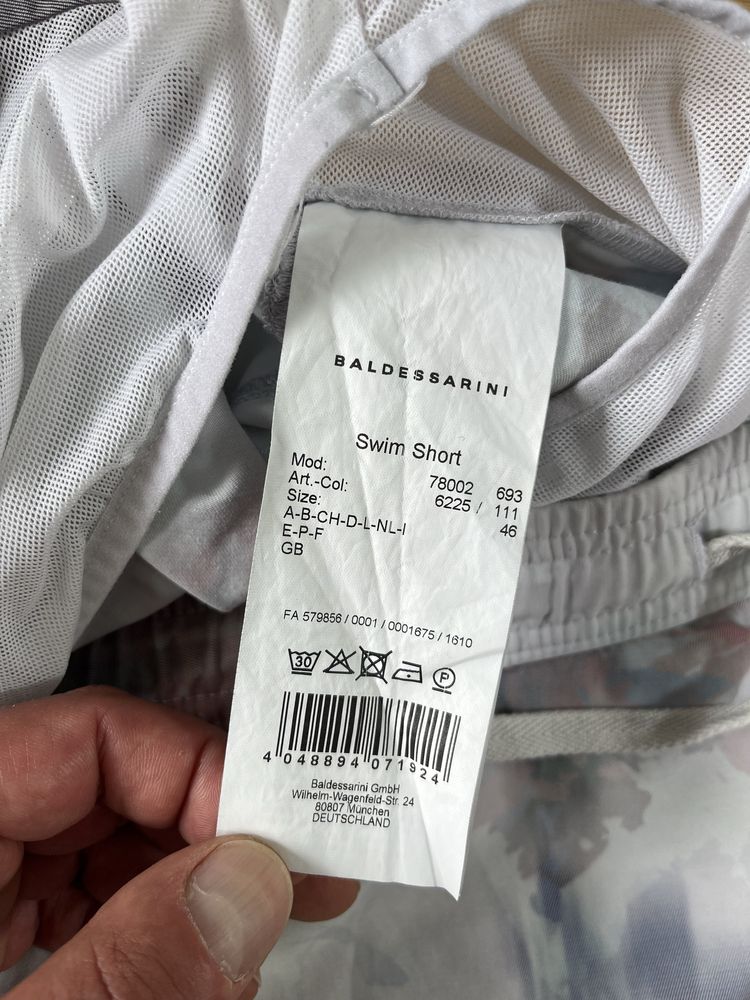 BALDESSARINI
Swim Short
Mod: 78002 693
Art.-Col: 6225 / 111
Size: 46
A-B-CH-D-L-NL-I
E-P-F
GB
FA 579856 / 0001 / 0001675 / 1610
30 P
4 048894 071924
Baldessarini GmbH
Wilhelm-Wagenfeld-Str. 24
80807 München
DEUTSCHLAND